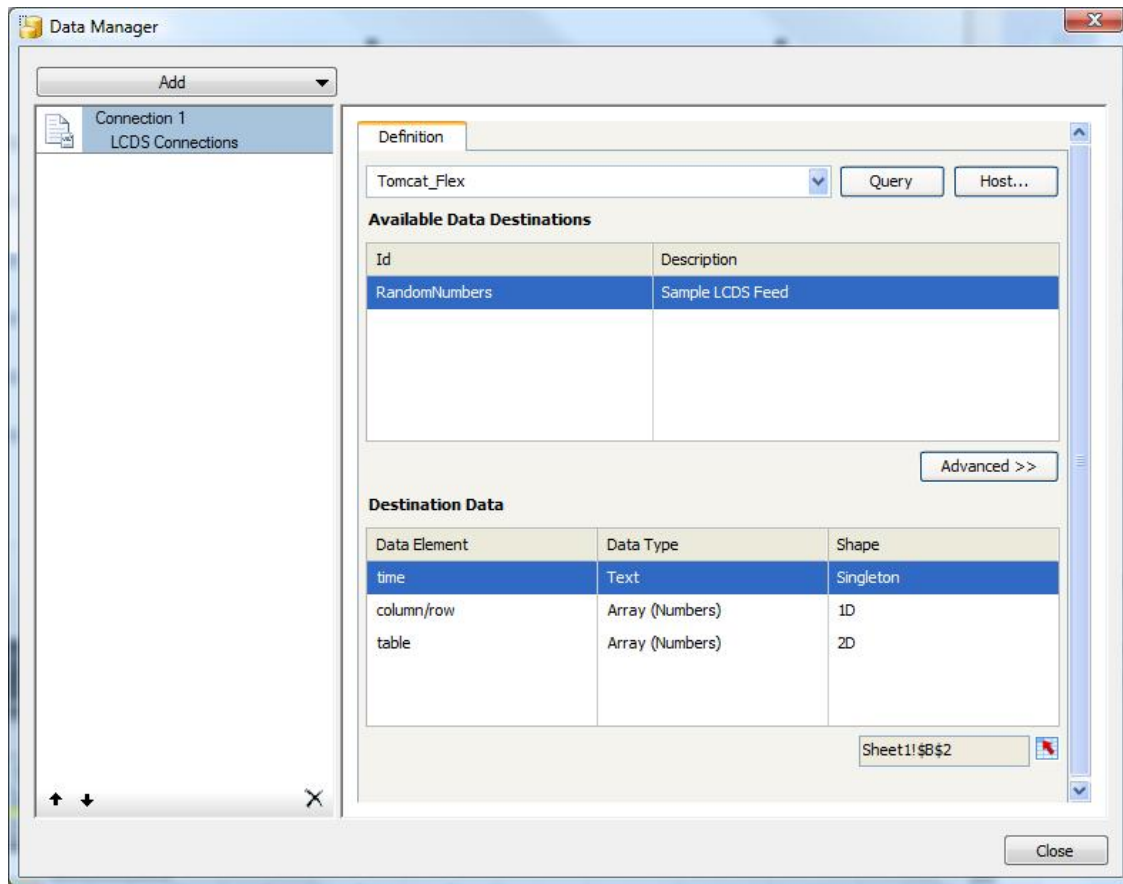 Data Manager
Add
Connection 1
LCDS Connections
Definition
Tomcat_Flex Query Host...
Available Data Destinations
Id Description
RandomNumbers Sample LCDS Feed
Advanced >>
Destination Data
Data Element Data Type Shape
time Text Singleton
column/row Array (Numbers) 1D
table Array (Numbers) 2D
Sheet1!$B$2
Close